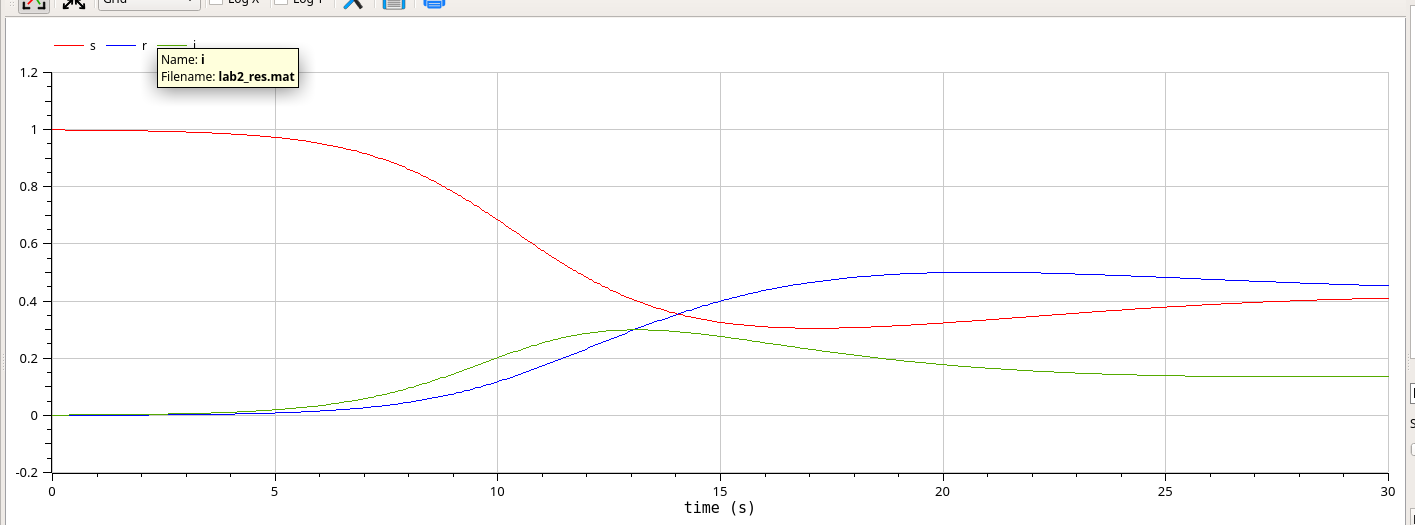 Grid Log X Log Y
s r i
Name: i
Filename: lab2_res.mat
1.2
1
0.8
0.6
0.4
0.2
0
-0.2
0 5 10 15 20 25 30
time (s)